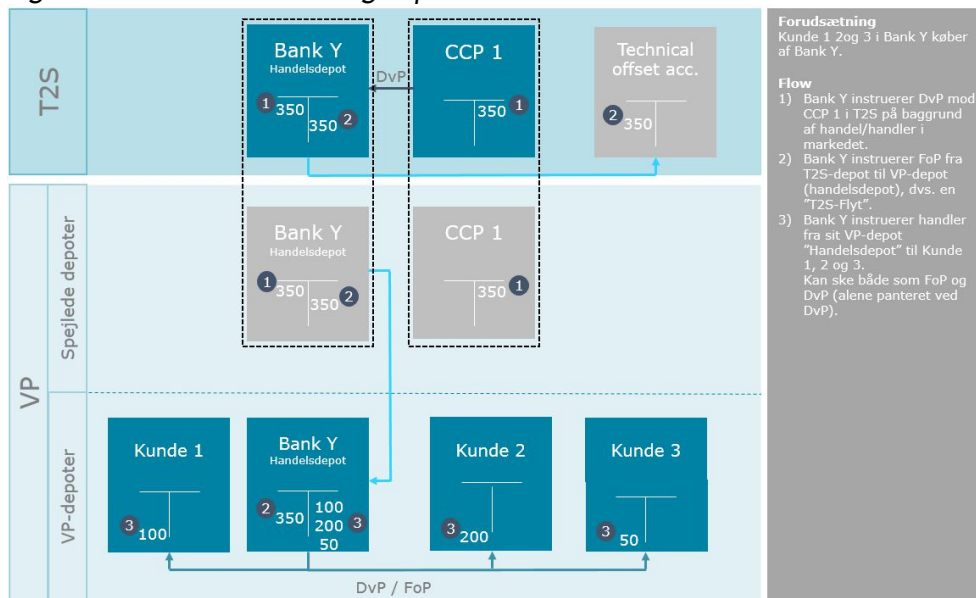 T2S
Bank Y
Handelsdepot
1 350
350 2
DvP
CCP 1
350 1
Technical
offset acc.
2 350
VP
Spejlede depoter
Bank Y
Handelsdepot
1 350
350 2
CCP 1
350 1
VP-depoter
Kunde 1
3 100
Bank Y
Handelsdepot
2 350
100
200 3
50
Kunde 2
3 200
Kunde 3
3 50
DvP / FoP
Forudsætning
Kunde 1 2og 3 i Bank Y køber
af Bank Y.
Flow
1) Bank Y instruerer DvP mod
CCP 1 i T2S på baggrund
af handel/handler i
markedet.
2) Bank Y instruerer FoP fra
T2S-depot til VP-depot
(handelsdepot), dvs. en
"T2S-Flyt".
3) Bank Y instruerer handler
fra sit VP-depot
"Handelsdepot" til Kunde
1, 2 og 3.
Kan ske både som FoP og
DvP (alene panteret ved
DvP).